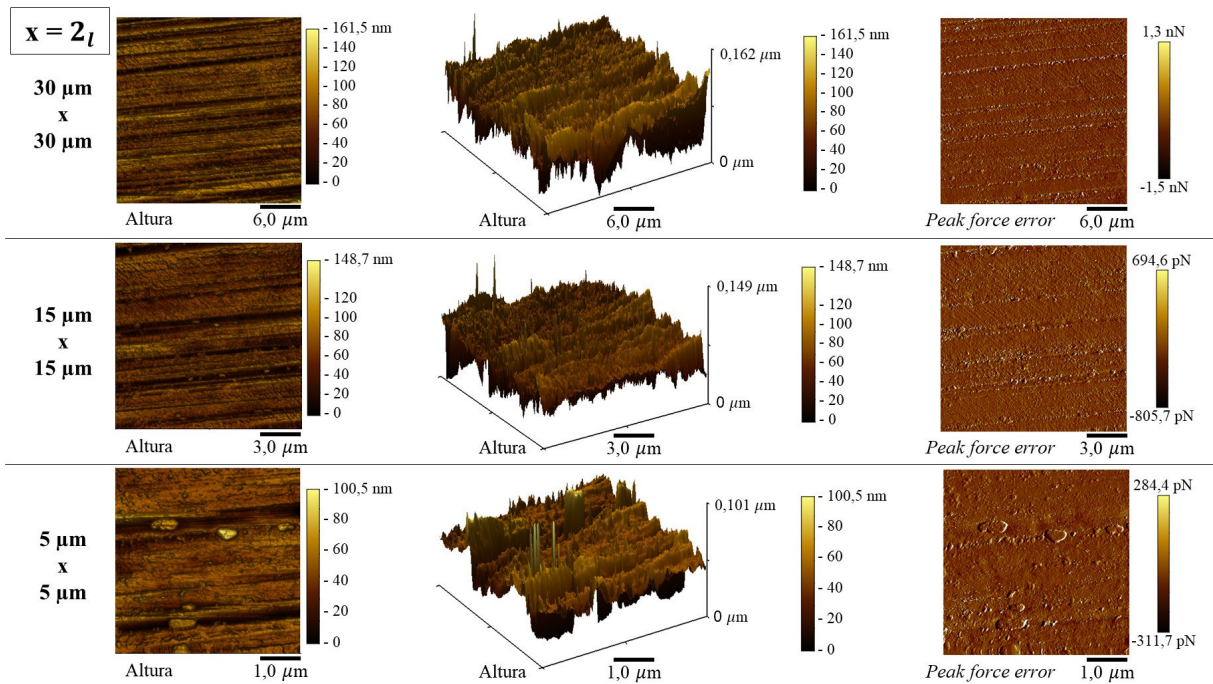 x = 2l
30 µm
x
30 µm
161,5 nm
140
120
100
80
60
40
20
0
Altura
6,0 µm
0,162 µm
0 µm
Altura
6,0 µm
161,5 nm
140
120
100
80
60
40
20
0
1,3 nN
-1,5 nN
Peak force error
6,0 µm
15 µm
x
15 µm
148,7 nm
120
100
80
60
40
20
0
Altura
3,0 µm
0,149 µm
0 µm
Altura
3,0 µm
148,7 nm
120
100
80
60
40
20
0
694,6 pN
-805,7 pN
Peak force error
3,0 µm
5 µm
x
5 µm
100,5 nm
80
60
40
20
0
Altura
1,0 µm
0,101 µm
0 µm
Altura
1,0 µm
100,5 nm
80
60
40
20
0
284,4 pN
-311,7 pN
Peak force error
1,0 µm